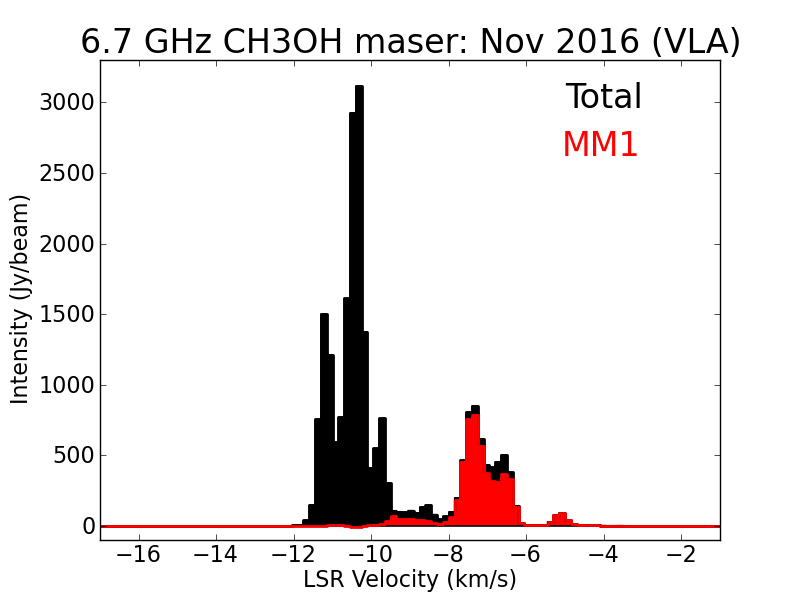 6.7 GHz CH3OH maser: Nov 2016 (VLA)
Total
MM1
Intensity (Jy/beam)
3000
2500
2000
1500
1000
500
0
−16 −14 −12 −10 −8 −6 −4 −2
LSR Velocity (km/s)